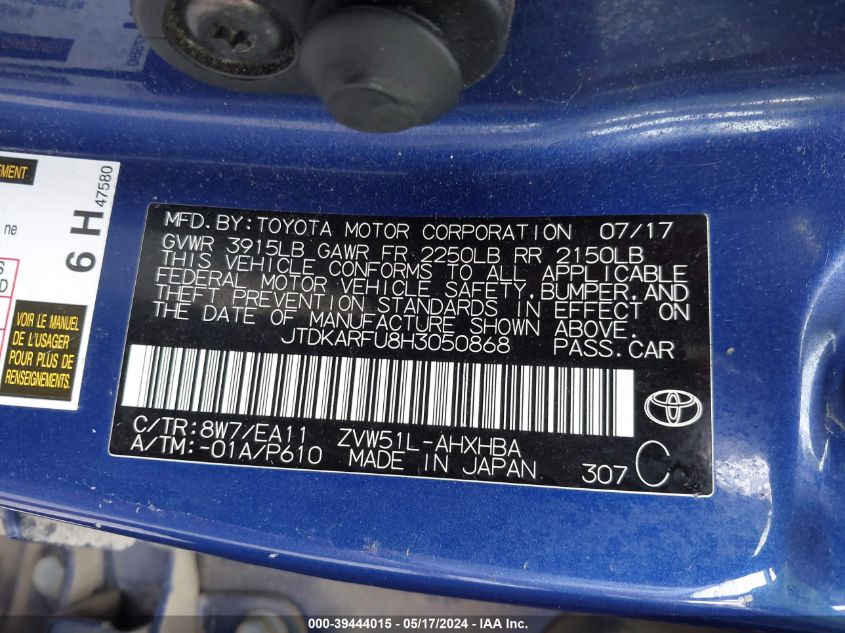 EMENT
ne
6 H 47580
S
D
VOIR LE MANUEL
DE L'USAGER
POUR PLUS DE
RENSEIGNEMENTS.
MFD. BY: TOYOTA MOTOR CORPORATION 07/17
GVWR 3915LB GAWR FR 2250LB RR 2150LB
THIS VEHICLE CONFORMS TO ALL APPLICABLE
FEDERAL MOTOR VEHICLE SAFETY, BUMPER, AND
THEFT PREVENTION STANDARDS IN EFFECT ON
THE DATE OF MANUFACTURE SHOWN ABOVE.
JTDKARFU8H3050868 PASS. CAR
C/TR:8W7/EA11 ZVW51L-AHXHBA
A/TM:-01A/P610 MADE IN JAPAN 307 C
000-39444015 - 05/17/2024 - IAA Inc.